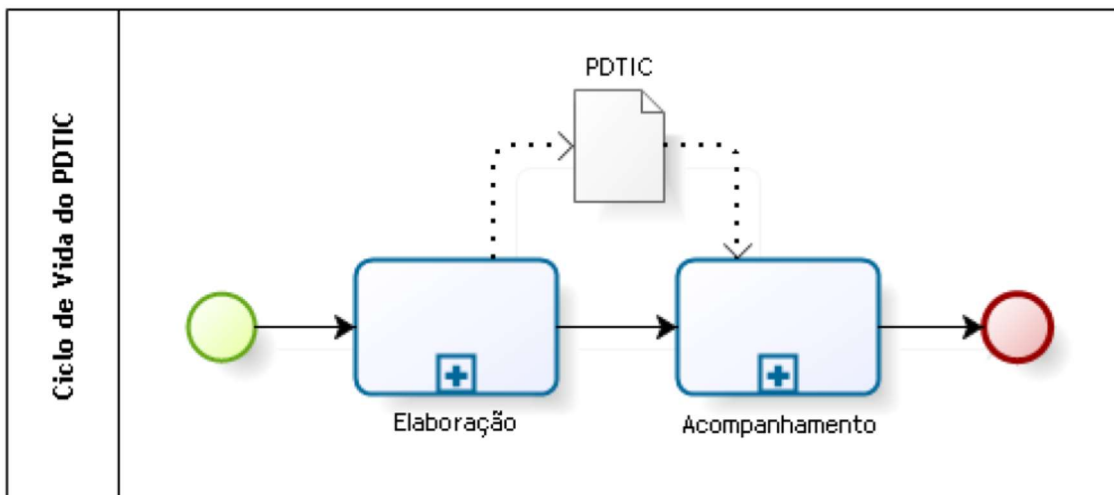 Ciclo de Vida do PDTIC
PDTIC
Elaboração
Acompanhamento